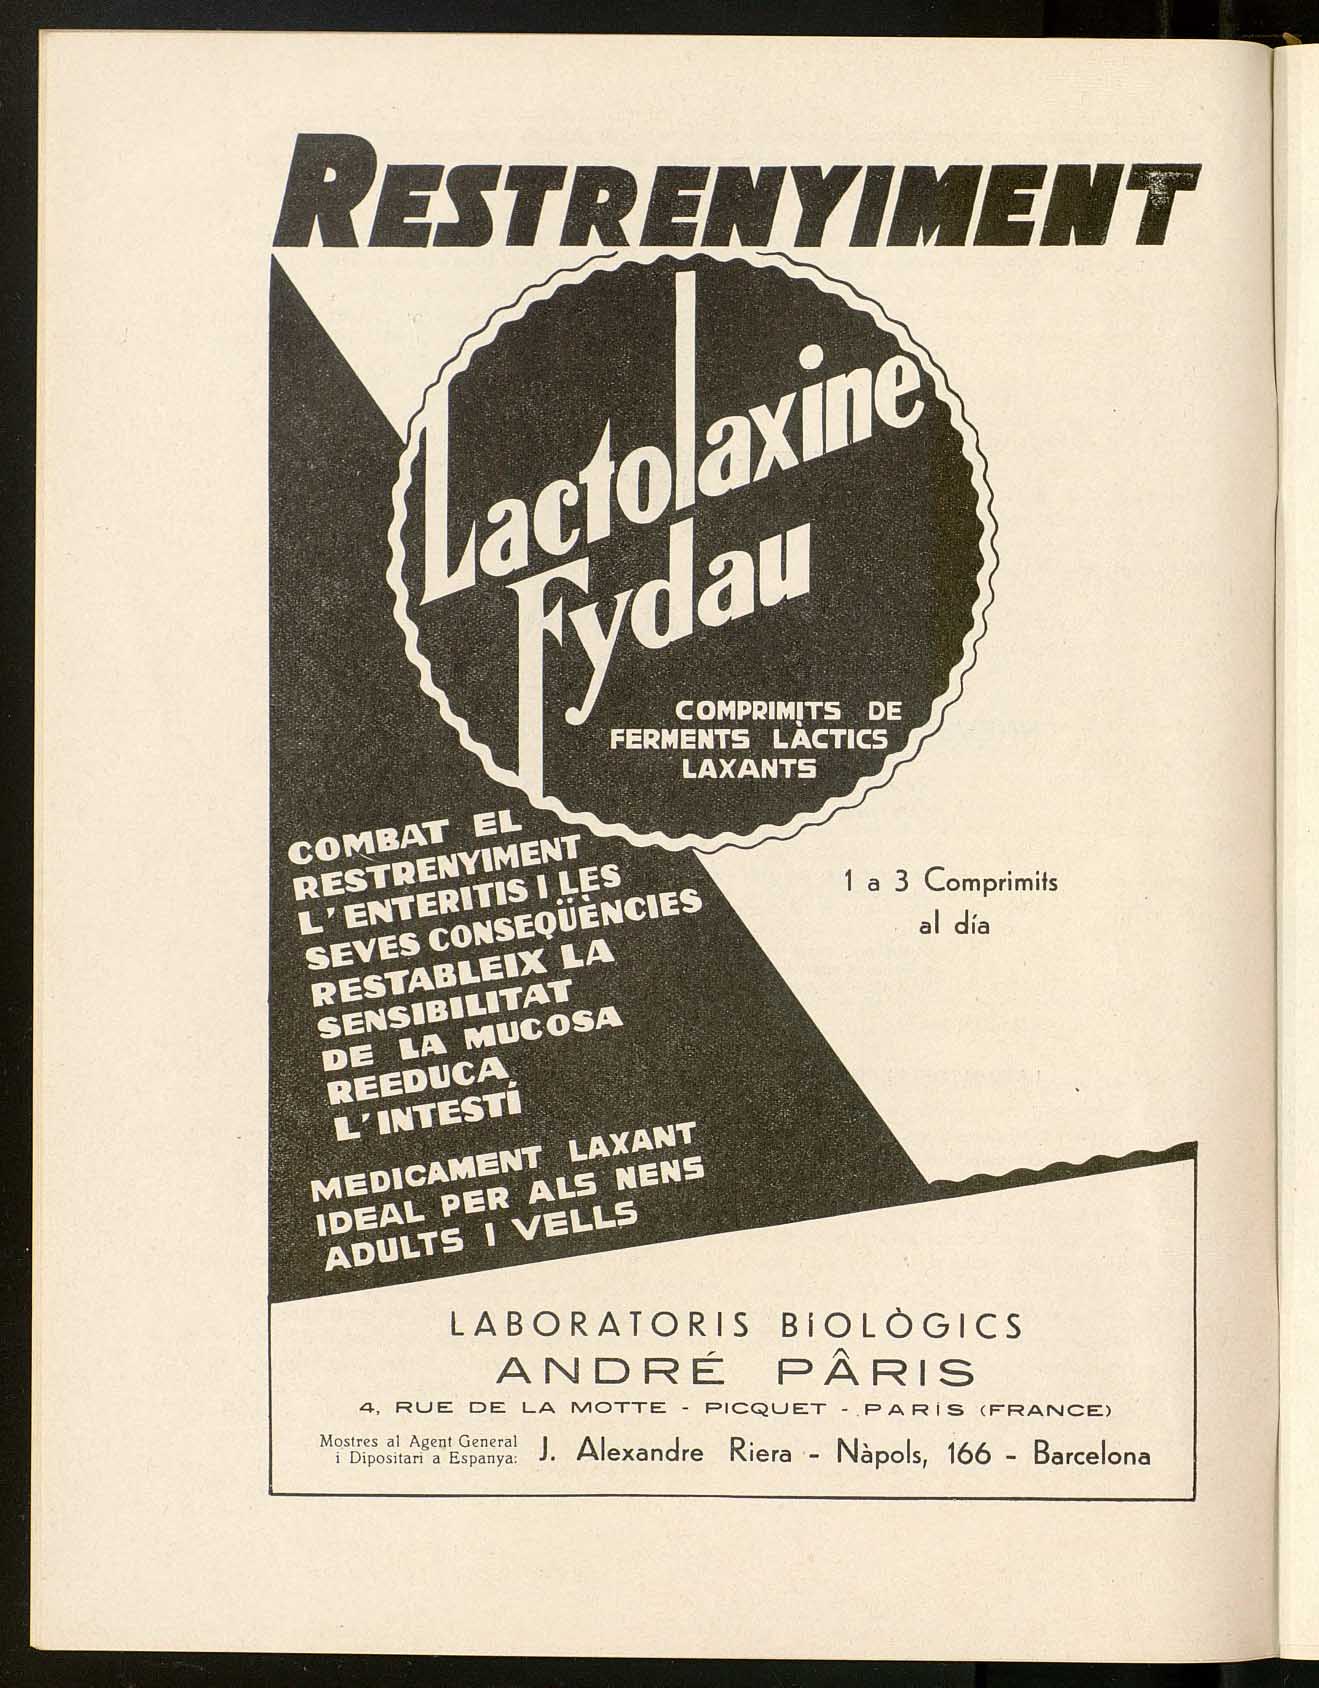 RESTRENYIMENT
Lactolaxine
Fydau
COMPRIMITS DE
FERMENTS LÀCTICS
LAXANTS
COMBAT EL
RESTRENYIMENT
L'ENTERITIS I LES
SEVES CONSEQÜÈNCIES
RESTABLEIX LA
SENSIBILITAT
DE LA MUCOSA
REEDUCA
L'INTESTÍ
MEDICAMENT LAXANT
IDEAL PER ALS NENS
ADULTS I VELLS
1 a 3 Comprimits
al día
LABORATORIS BIOLÒGICS
ANDRÉ PÂRIS
4, RUE DE LA MOTTE - PICQUET - PARIS (FRANCE)
Mostres al Agent General
i Dipositari a Espanya:
J. Alexandre Riera - Nàpols, 166 - Barcelona